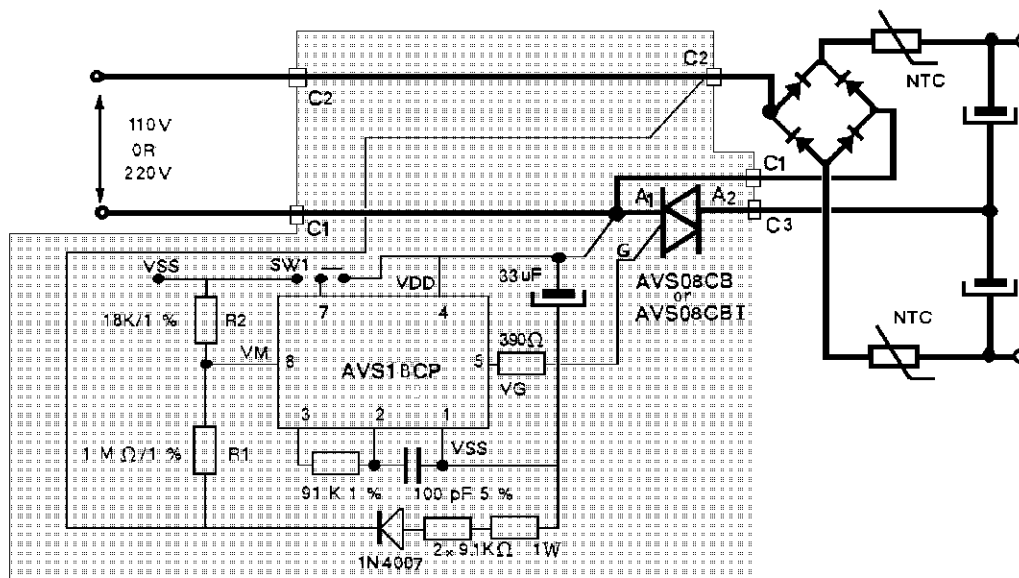 NTC
C2
C2
110V
OR
220V
C1
A1
A2
C1
C3
G
VSS
SW1
VDD
33uF
AVS08CB
or
AVS08CBI
7
4
18K/1 %
R2
390Ω
NTC
VM
8
AVS1BCP
5
VG
3
2
1
VSS
1 MΩ/1 %
R1
91 K 1 %
100 pF 5 %
1N4007
2×9.1KΩ
1W